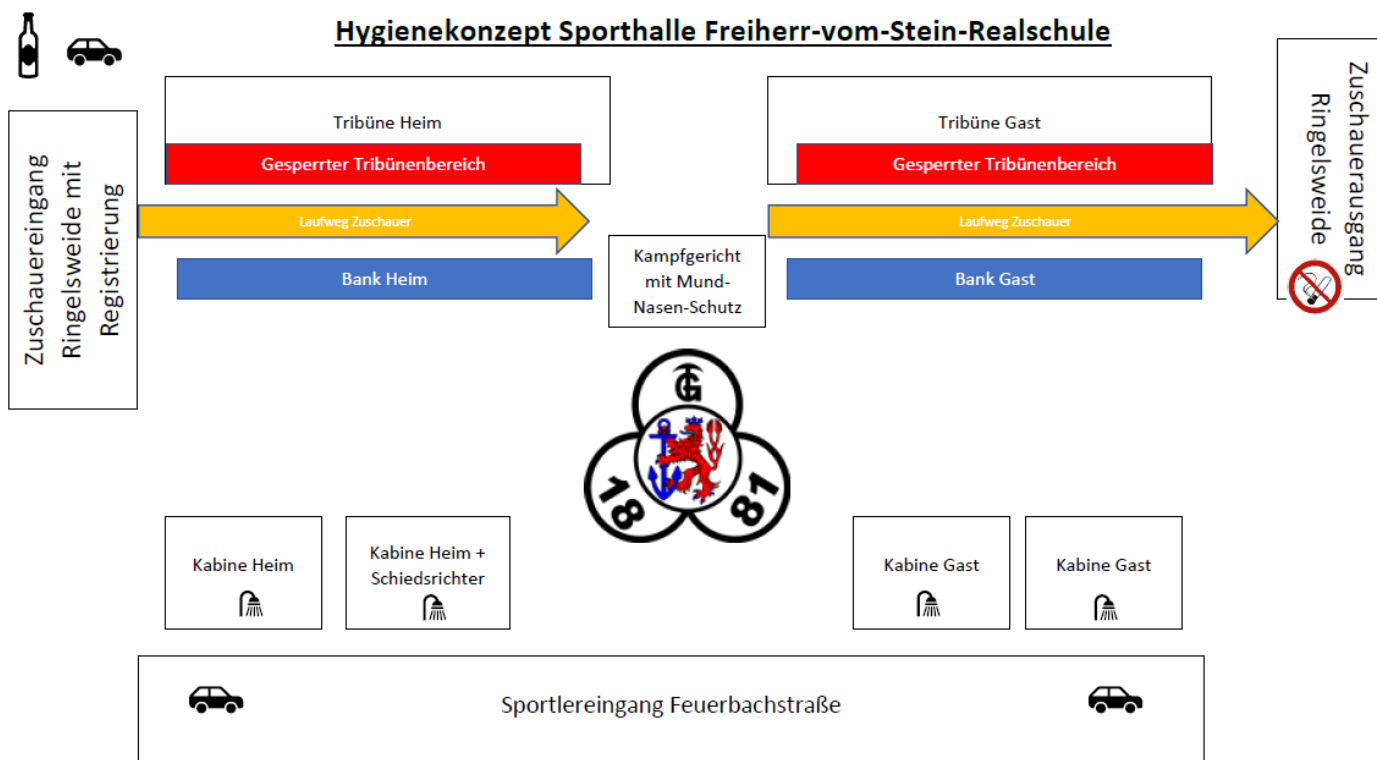 Hygienekonzept Sporthalle Freiherr-vom-Stein-Realschule
Zuschauereingang
Ringelsweide mit
Registrierung
Tribüne Heim
Gesperrter Tribünenbereich
Laufweg Zuschauer
Bank Heim
Kampfgericht
mit Mund-
Nasen-Schutz
Tribüne Gast
Gesperrter Tribünenbereich
Laufweg Zuschauer
Bank Gast
Zuschauerausgang
Ringelsweide
TG
18
81
Kabine Heim
Kabine Heim +
Schiedsrichter
Kabine Gast
Kabine Gast
Sportlereingang Feuerbachstraße